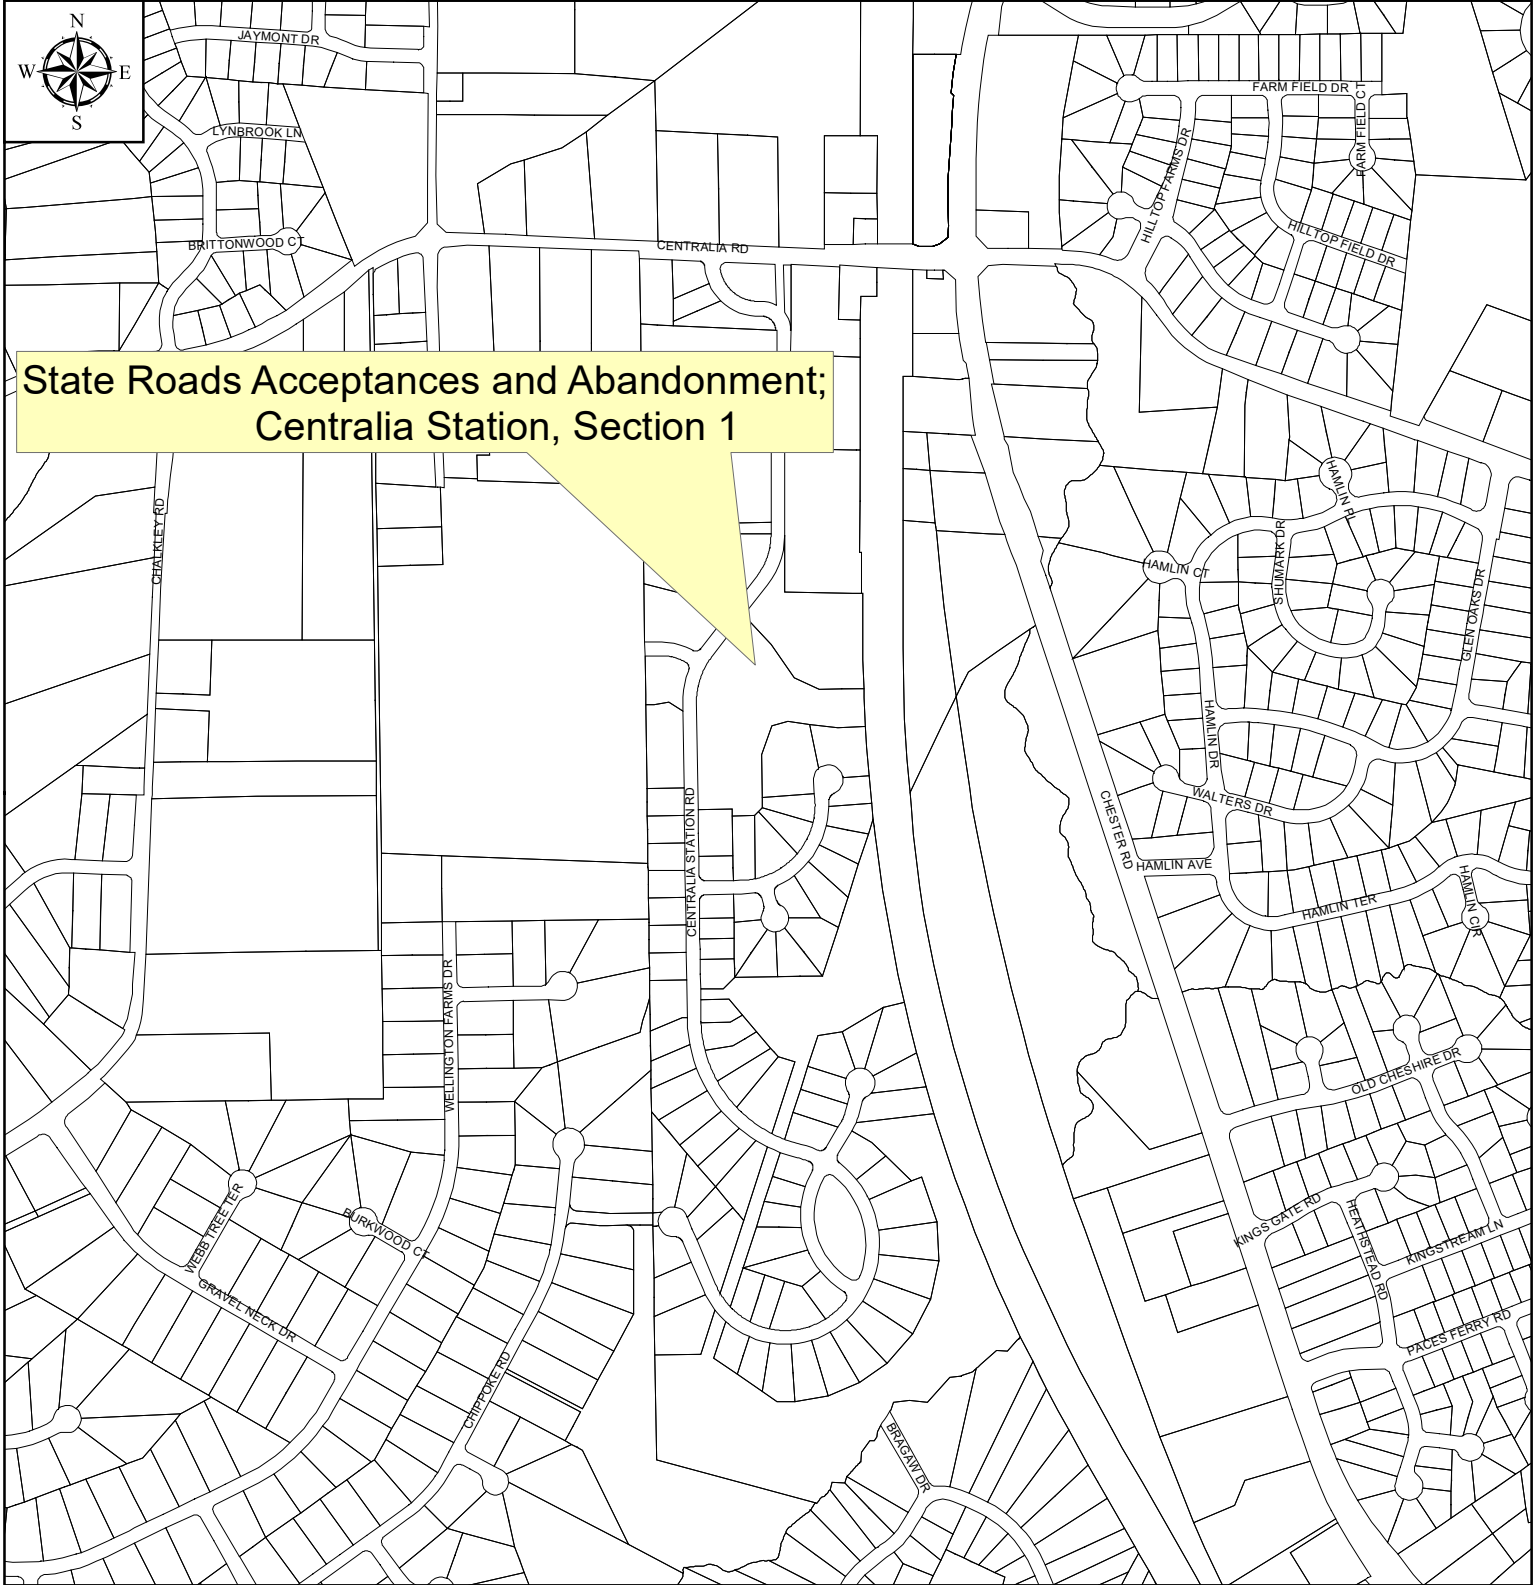 N
W E
S
JAYMONT DR
LYNBROOK LN
BRITTONWOOD CT
CENTRALIA RD
FARM FIELD DR
FARM FIELD CT
HILLTOP FARMS DR
HILLTOP FIELD DR
State Roads Acceptances and Abandonment;
Centralia Station, Section 1
CHALKLEY RD
HAMLIN PL
HAMLIN CT
SHUMARK DR
GLEN OAKS DR
HAMLIN DR
WALTERS DR
CHESTER RD
HAMLIN AVE
HAMLIN TER
HAMLIN CIR
CENTRALIA STATION RD
WELLINGTON FARMS DR
OLD CHESHIRE DR
WEBB TREE TER
BURKWOOD CT
GRAVEL NECK DR
KINGS GATE RD
HEATHSTEAD RD
KINGSTREAM LN
PACES FERRY RD
CHIPPOKE RD
BRAGAW DR